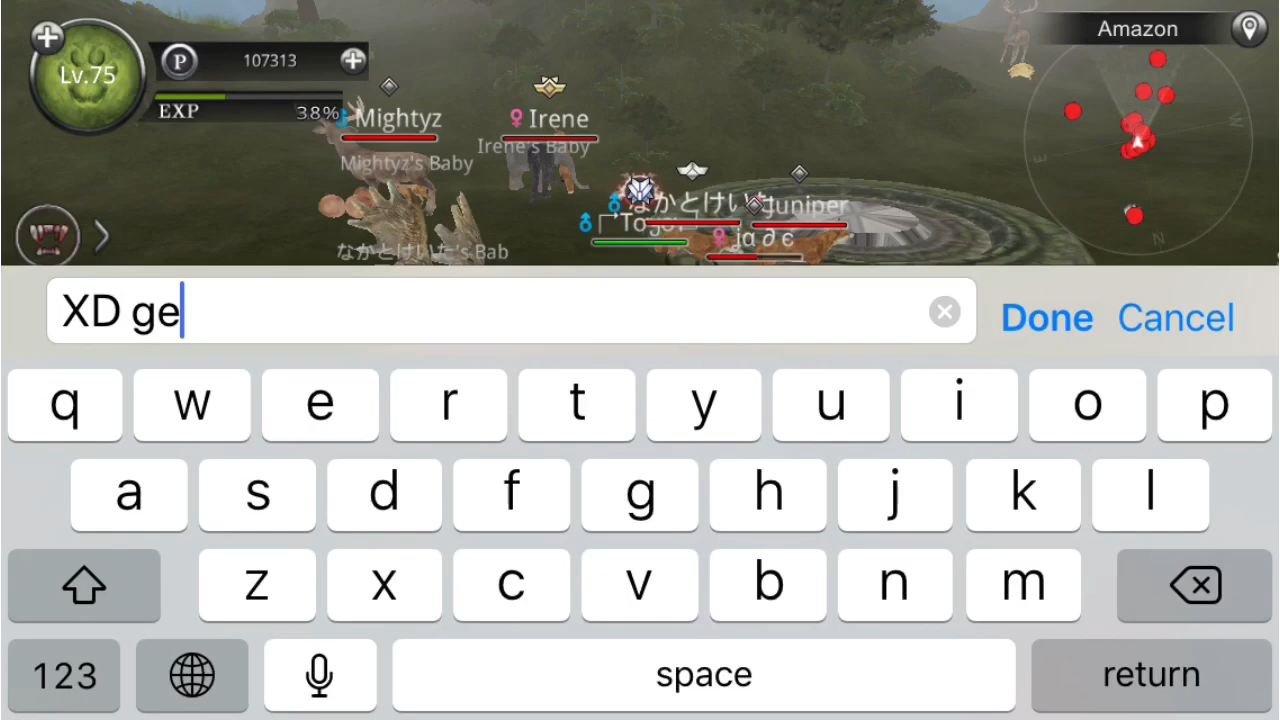 Lv.75
P 107313
EXP 38%
Amazon
Mightyz
Mightyz's Baby
Irene
Irene's Baby
なかとけいた
Juniper
jα∂є
なかとけいた's Bab
W
E
N
XD ge
Done Cancel
q w e r t y u i o p
a s d f g h j k l
z x c v b n m
123 space return